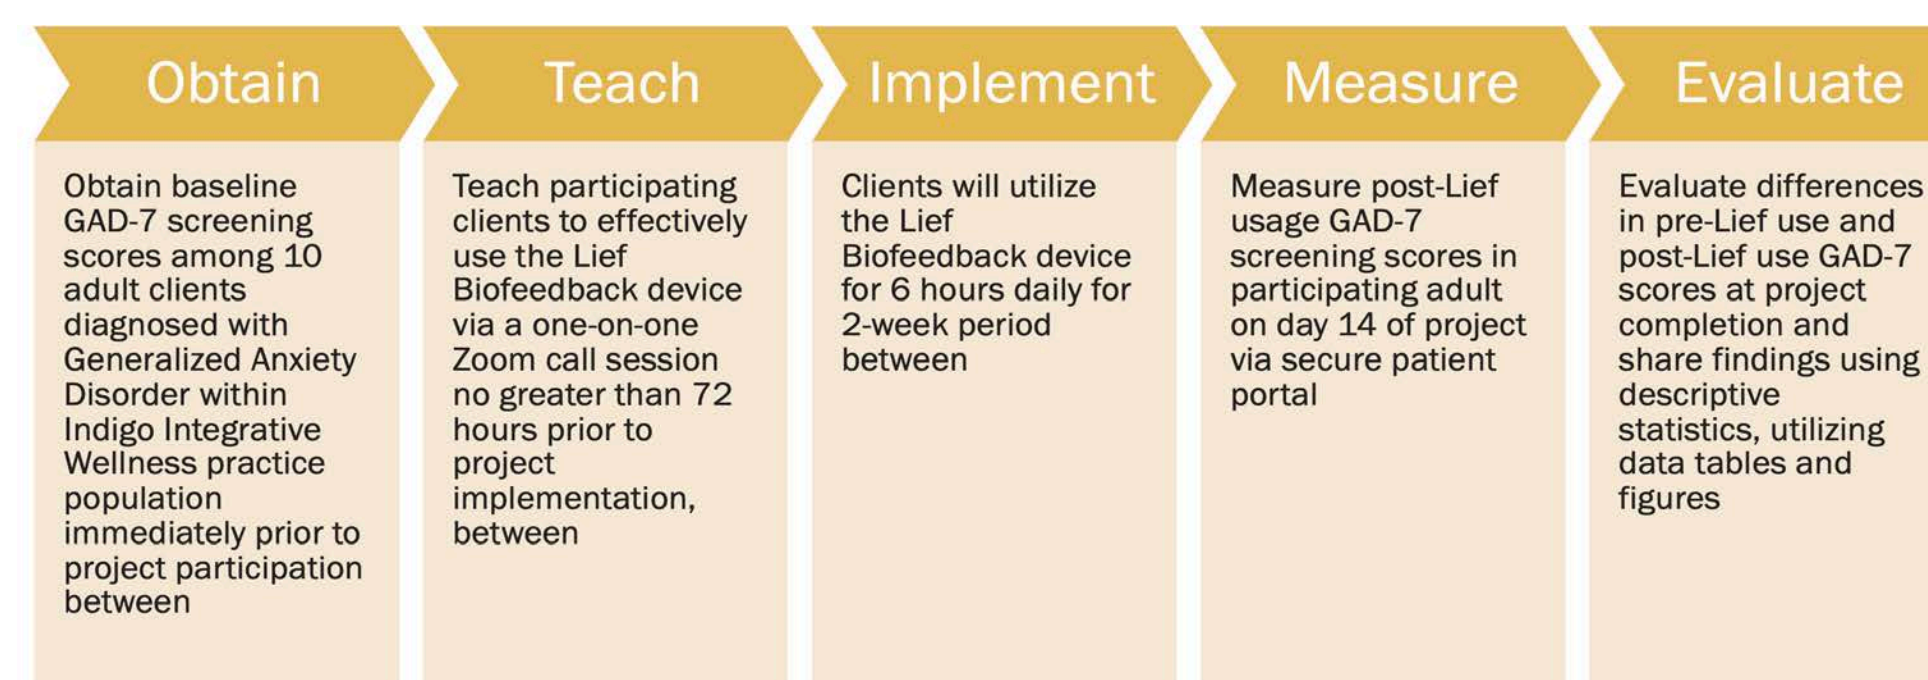 Obtain
Obtain baseline
GAD-7 screening
scores among 10
adult clients
diagnosed with
Generalized Anxiety
Disorder within
Indigo Integrative
Wellness practice
population
immediately prior to
project participation
between
Teach
Teach participating
clients to effectively
use the Lief
Biofeedback device
via a one-on-one
Zoom call session
no greater than 72
hours prior to
project
implementation,
between
Implement
Clients will utilize
the Lief
Biofeedback device
for 6 hours daily for
2-week period
between
Measure
Measure post-Lief
usage GAD-7
screening scores in
participating adult
on day 14 of project
via secure patient
portal
Evaluate
Evaluate differences
in pre-Lief use and
post-Lief use GAD-7
scores at project
completion and
share findings using
descriptive
statistics, utilizing
data tables and
figures